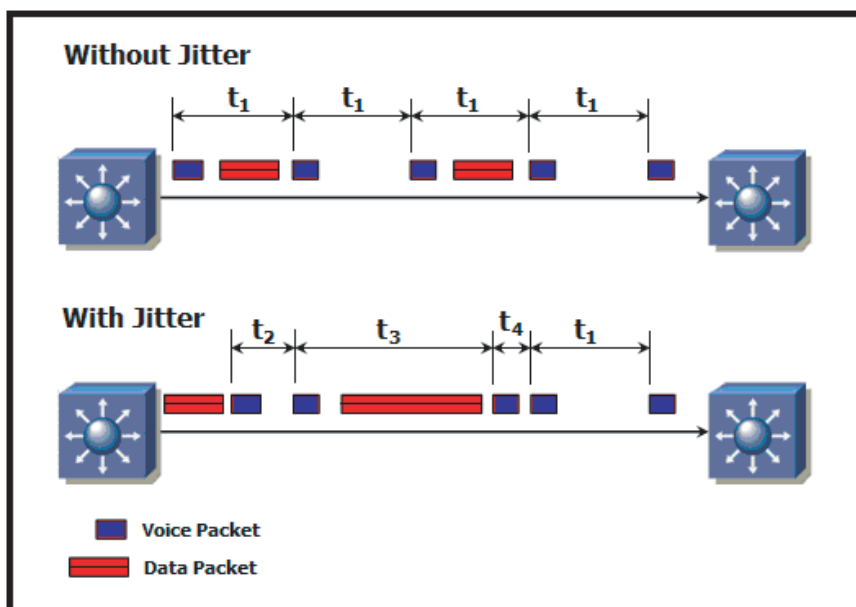 Without Jitter
t₁ t₁ t₁ t₁
With Jitter
t₂ t₃ t₄ t₁
Voice Packet
Data Packet